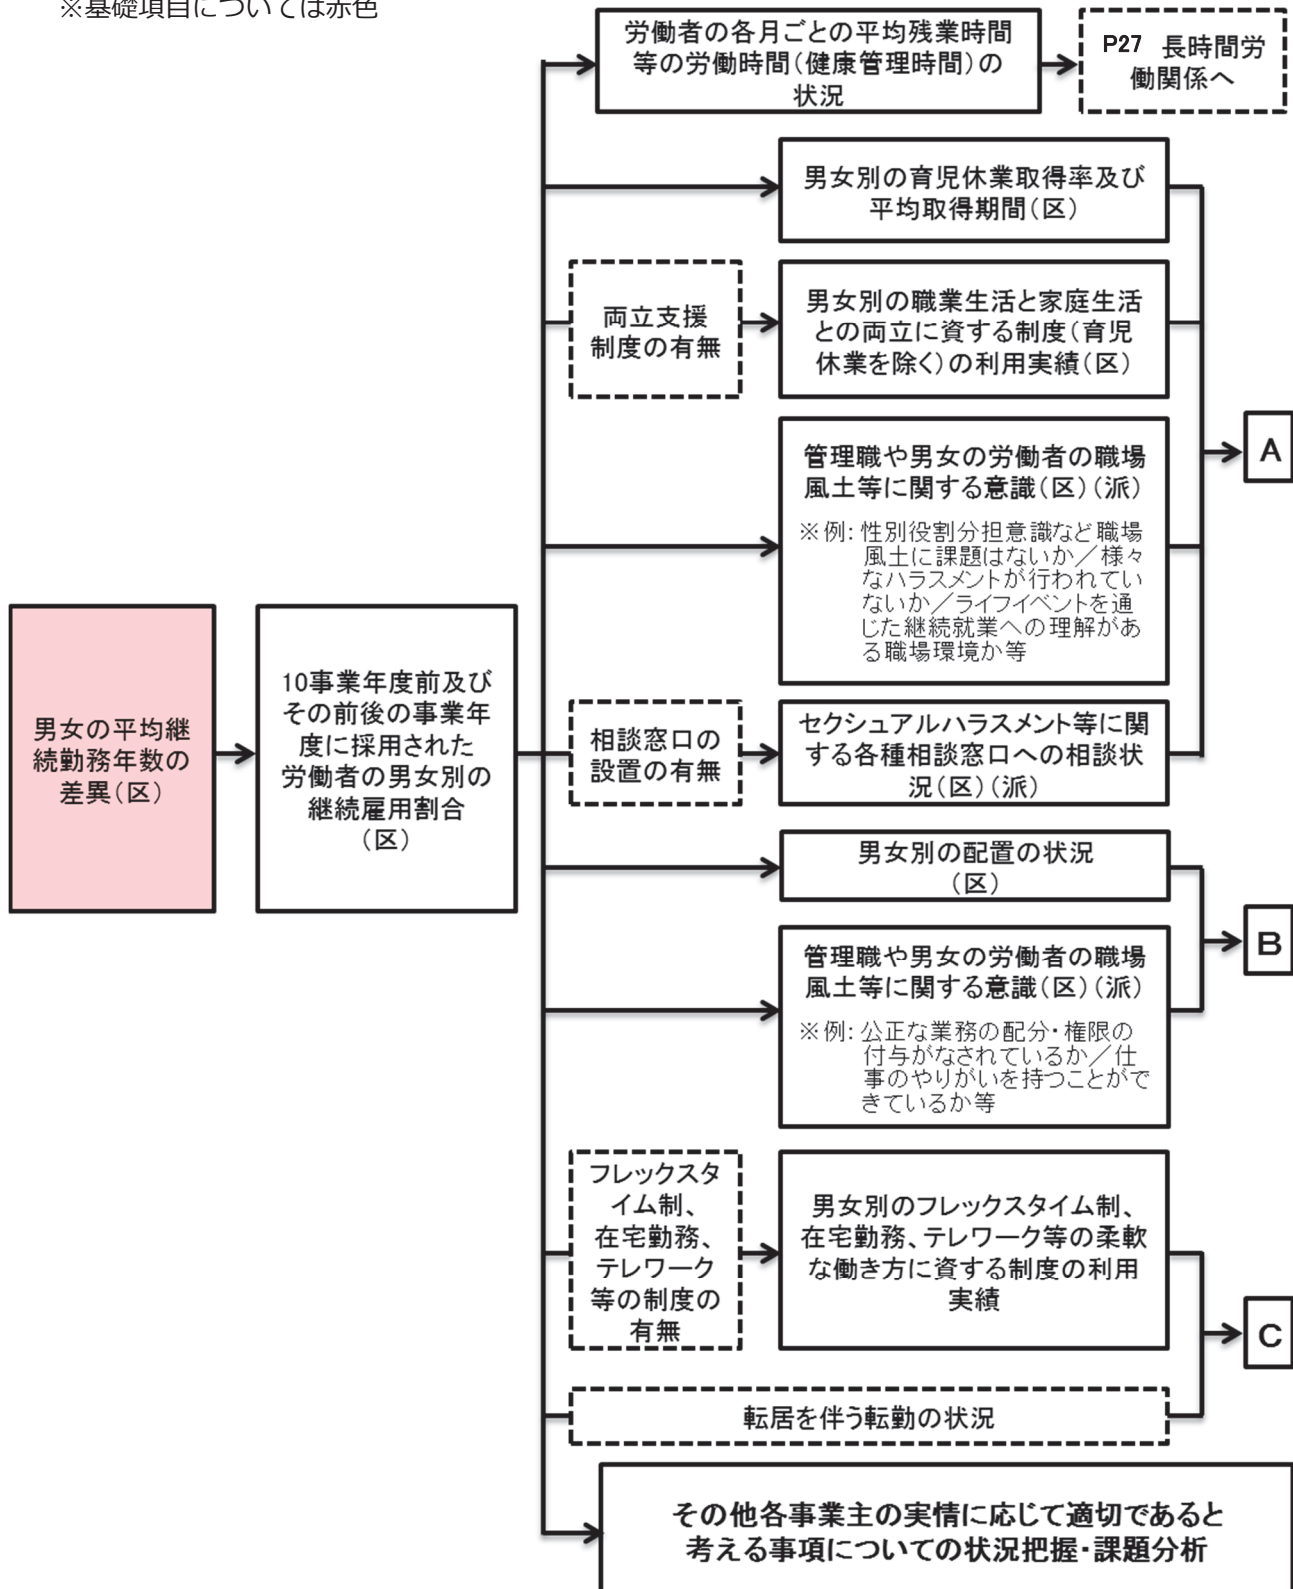 ※基礎項目については赤色
労働者の各月ごとの平均残業時間
等の労働時間（健康管理時間）の
状況
P27　長時間労
働関係へ
男女別の育児休業取得率及び
平均取得期間（区）
両立支援
制度の有無
男女別の職業生活と家庭生活
との両立に資する制度（育児
休業を除く）の利用実績（区）
管理職や男女の労働者の職場
風土等に関する意識（区）（派）
※例：性別役割分担意識など職場
風土に課題はないか／様々
なハラスメントが行われてい
ないか／ライフイベントを通
じた継続就業への理解があ
る職場環境か等
A
男女の平均継
続勤務年数の
差異（区）
10事業年度前及び
その前後の事業年
度に採用された
労働者の男女別の
継続雇用割合
（区）
相談窓口の
設置の有無
セクシュアルハラスメント等に関
する各種相談窓口への相談状
況（区）（派）
男女別の配置の状況
（区）
管理職や男女の労働者の職場
風土等に関する意識（区）（派）
※例：公正な業務の配分・権限の
付与がなされているか／仕
事のやりがいを持つことがで
きているか等
B
フレックスタ
イム制、
在宅勤務、
テレワーク
等の制度の
有無
男女別のフレックスタイム制、
在宅勤務、テレワーク等の柔軟
な働き方に資する制度の利用
実績
C
転居を伴う転勤の状況
その他各事業主の実情に応じて適切であると
考える事項についての状況把握・課題分析